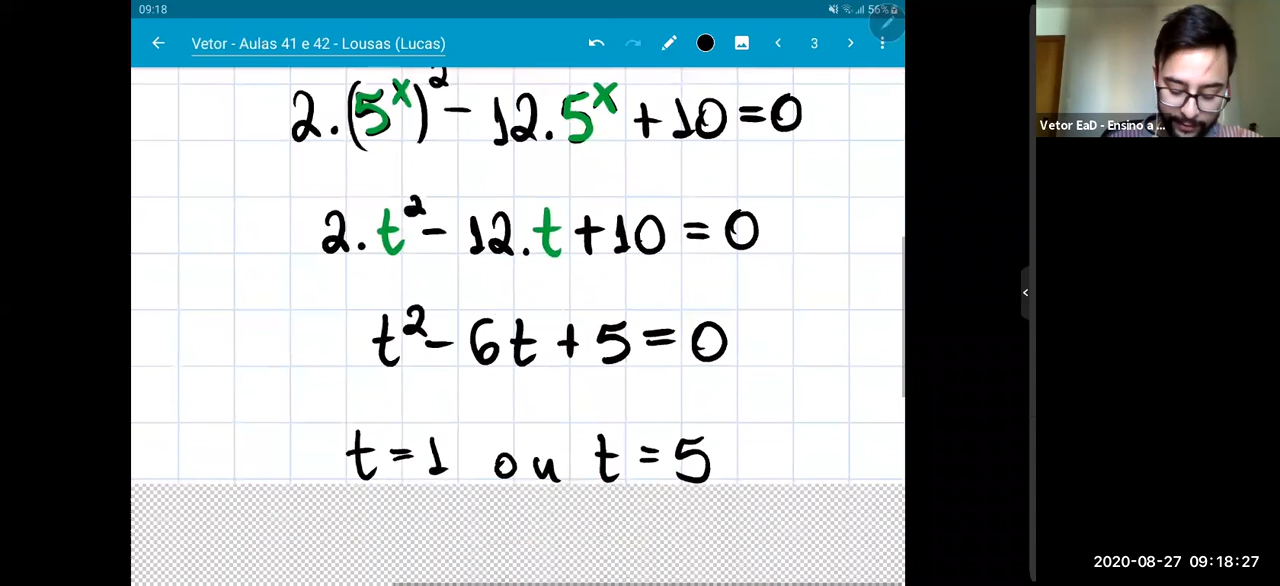 09:18
56%
Vetor - Aulas 41 e 42 - Lousas (Lucas)
3
2.(5^x)^2 - 12.5^x + 10 = 0
2.t^2 - 12.t + 10 = 0
t^2 - 6t + 5 = 0
t = 1 ou t = 5
Vetor EaD - Ensino a ...
2020-08-27 09:18:27